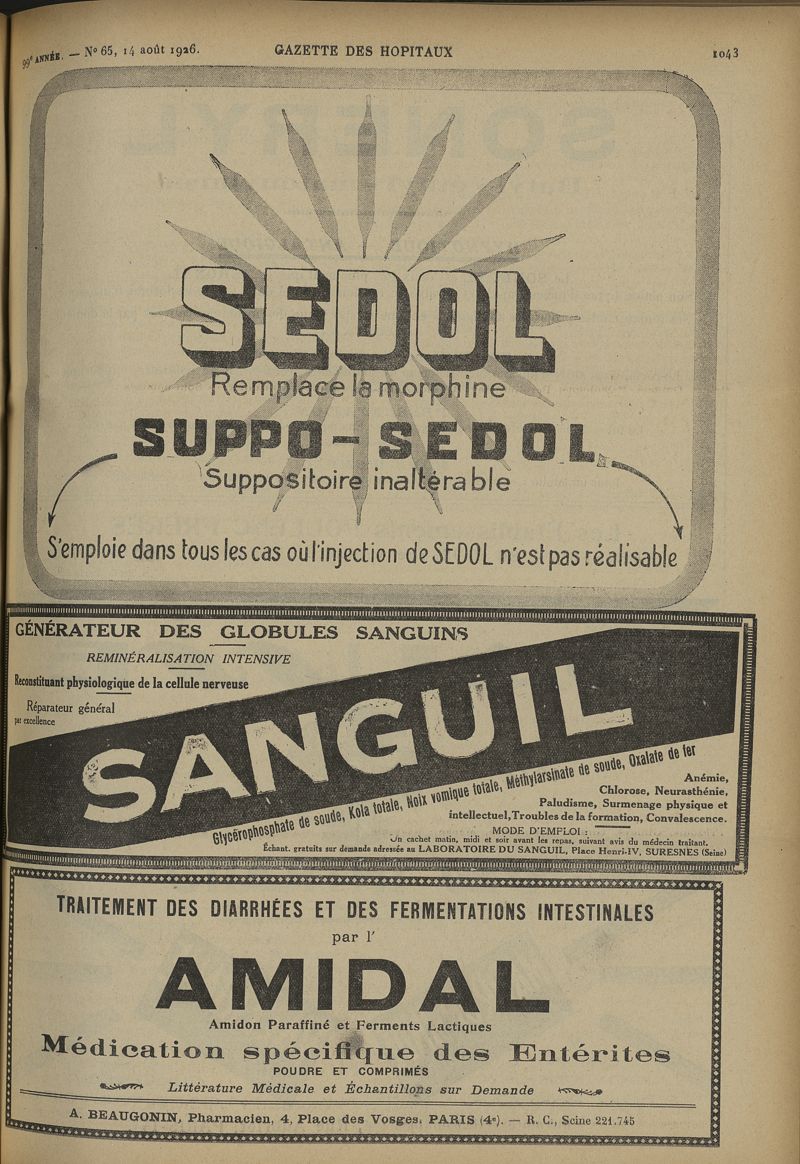 99e ANNÉE. — No 65, 14 août 1926.
GAZETTE DES HOPITAUX
1043
SEDOL
Remplace la morphine
SUPPO-SEDOL
Suppositoire inaltérable
S'emploie dans tous les cas où l'injection de SEDOL n'est pas réalisable
GÉNÉRATEUR DES GLOBULES SANGUINS
REMINÉRALISATION INTENSIVE
Reconstituant physiologique de la cellule nerveuse
Réparateur général
par excellence
SANGUIL
Glycérophosphate de soude, Kola totale, Noix vomique totale, Méthylarsinate de soude, Oxalate de fer
Anémie,
Chlorose, Neurasthénie,
Paludisme, Surmenage physique et
intellectuel, Troubles de la formation, Convalescence.
MODE D'EMPLOI :
Un cachet matin, midi et soir avant les repas, suivant avis du médecin traitant.
Échant. gratuits sur demande adressée au LABORATOIRE DU SANGUIL, Place Henri-IV, SURESNES (Seine)
TRAITEMENT DES DIARRHÉES ET DES FERMENTATIONS INTESTINALES
par l'
AMIDAL
Amidon Paraffiné et Ferments Lactiques
Médication spécifique des Entérites
POUDRE ET COMPRIMÉS
Littérature Médicale et Échantillons sur Demande
A. BEAUGONIN, Pharmacien, 4, Place des Vosges, PARIS (4e). — R. C., Seine 221.745